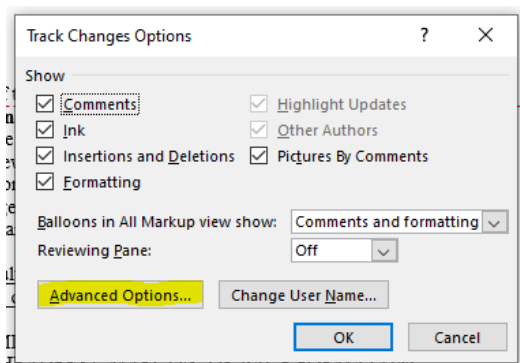 Track Changes Options ? X
Show
Comments Highlight Updates
Ink Other Authors
Insertions and Deletions Pictures By Comments
Formatting
Balloons in All Markup view show: Comments and formatting
Reviewing Pane: Off
Advanced Options... Change User Name...
OK Cancel